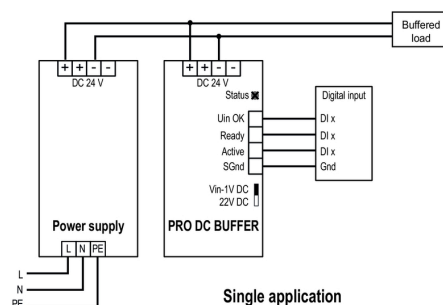 Buffered
load
+ + - -
DC 24 V
+ + - -
DC 24 V
Status
Digital input
Uin OK
DI x
Ready
DI x
Active
DI x
SGnd
Gnd
Vin-1V DC
22V DC
Power supply
PRO DC BUFFER
L N PE
L
N
PE
Single application